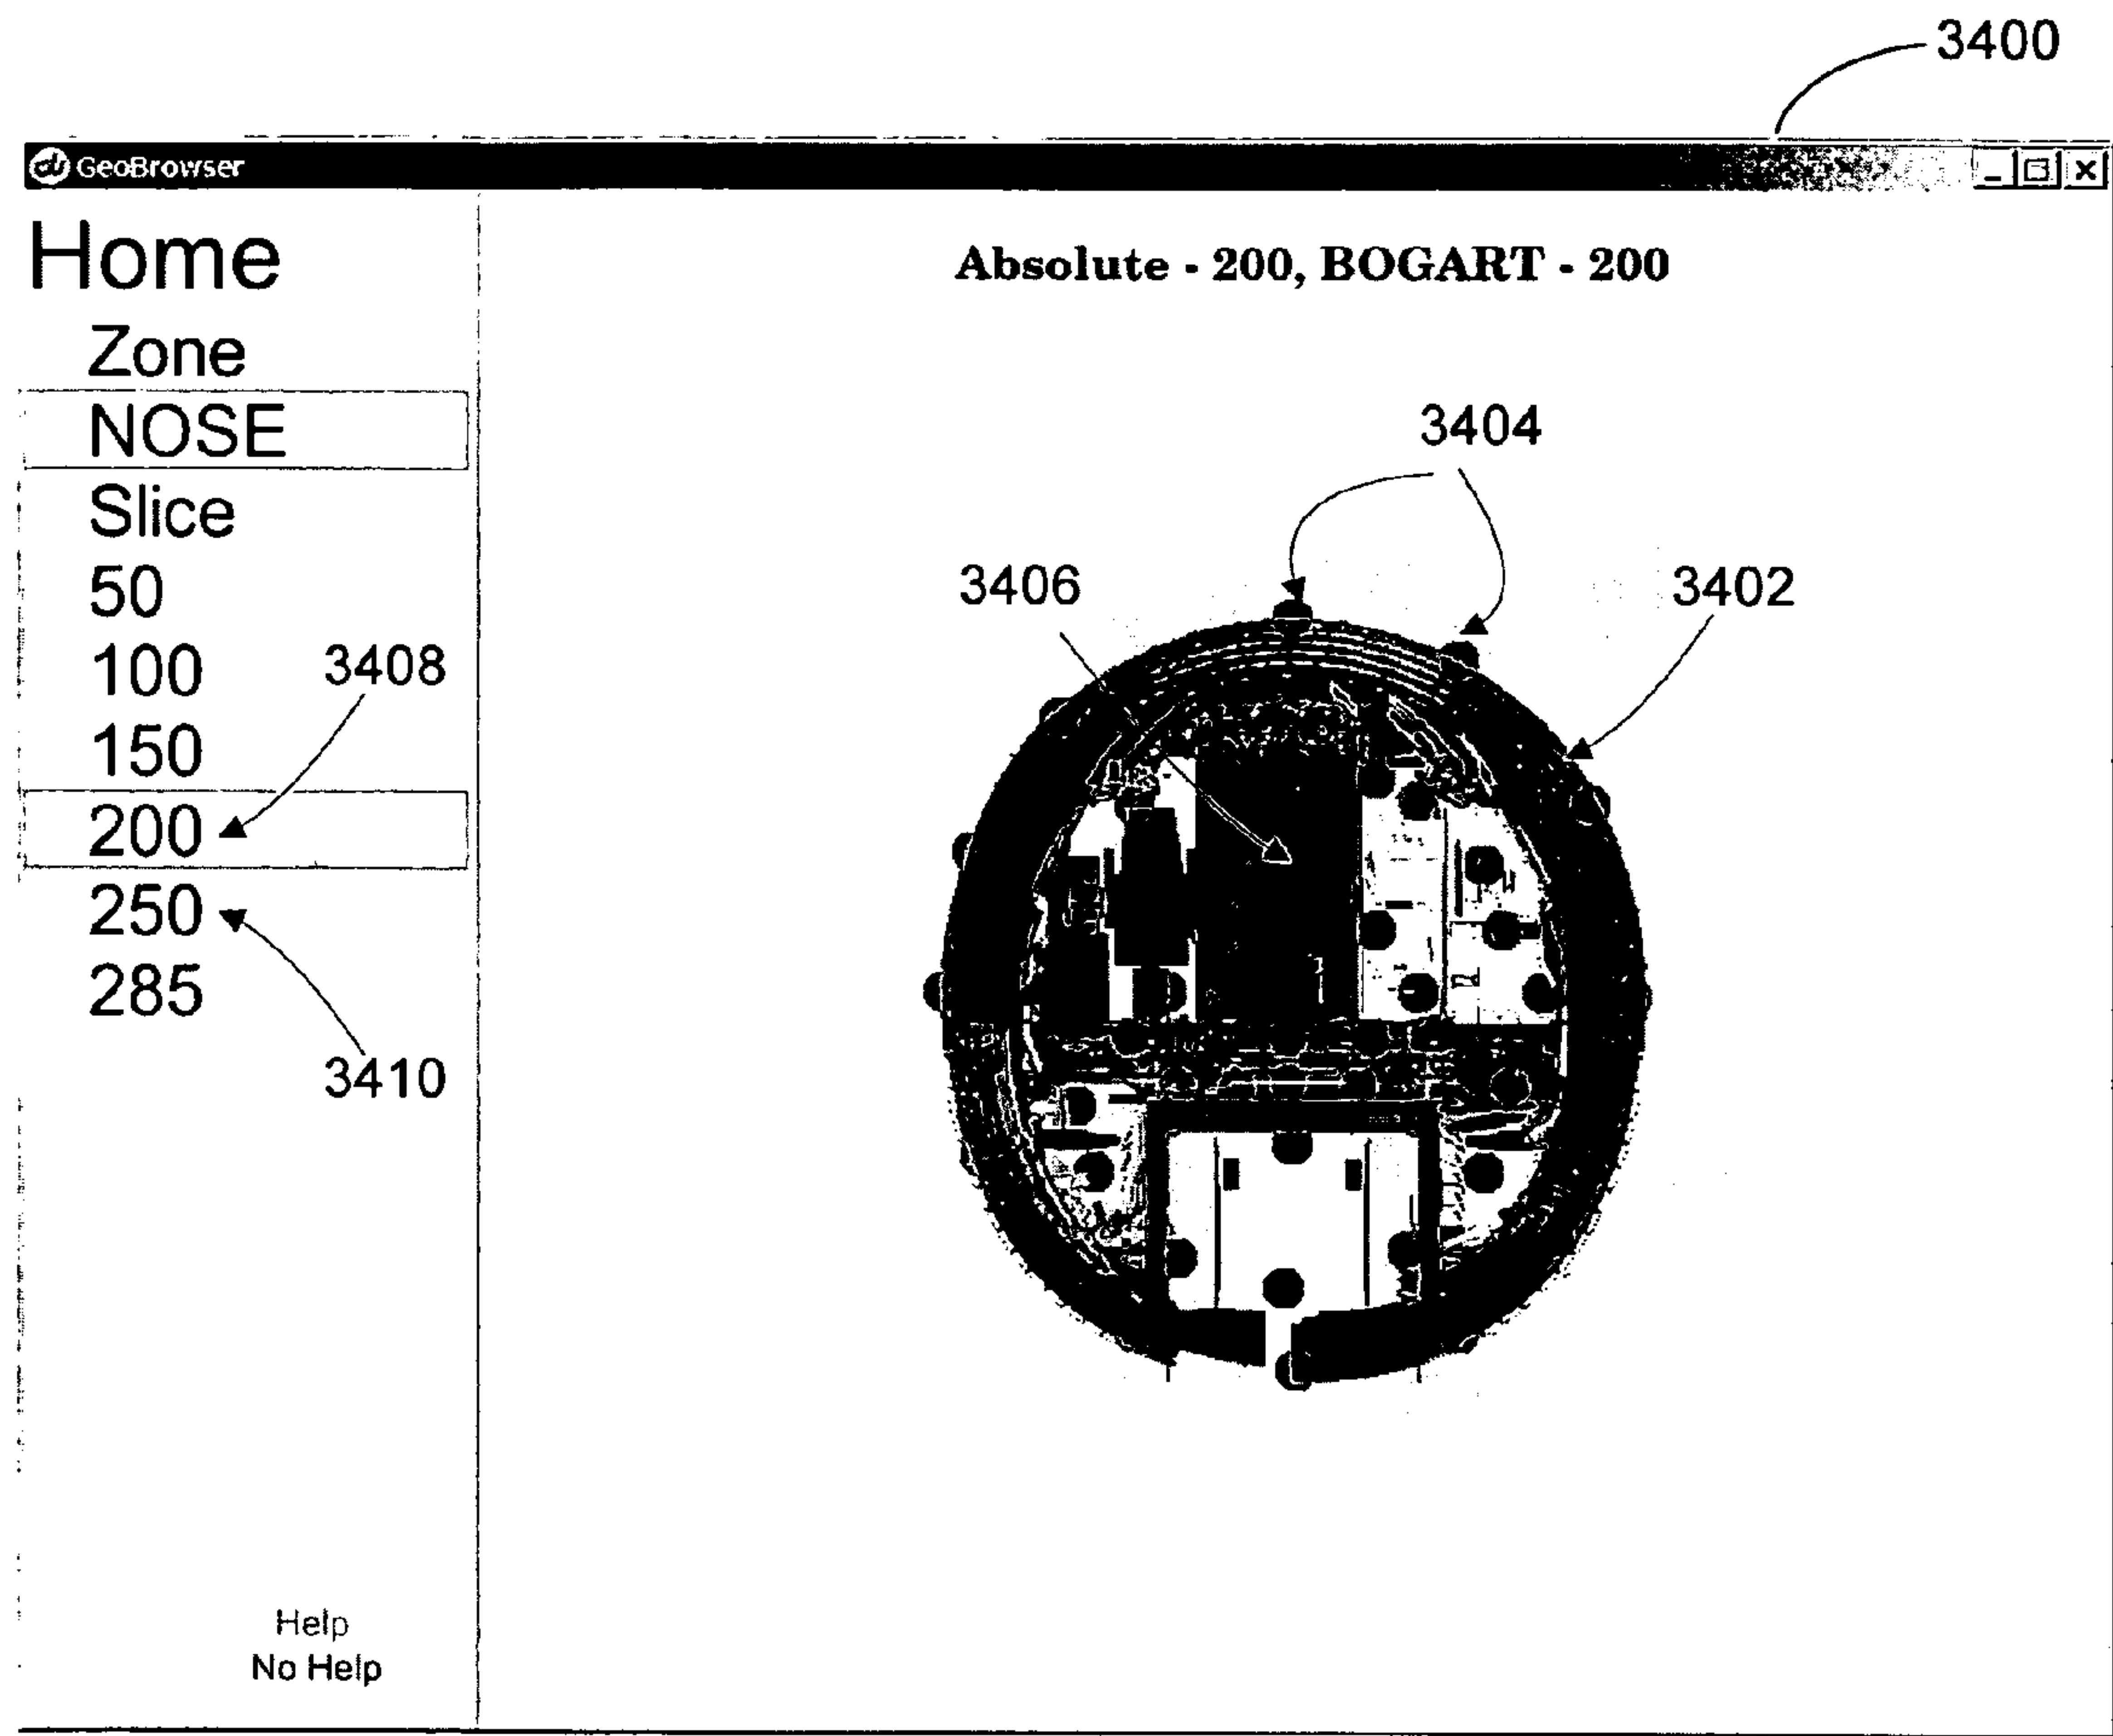 3400
GeoBrowser
Home
Absolute - 200, BOGART - 200
Zone
NOSE
3404
Slice
50
3406
3402
100
3408
150
200
250
285
3410
Help
No Help